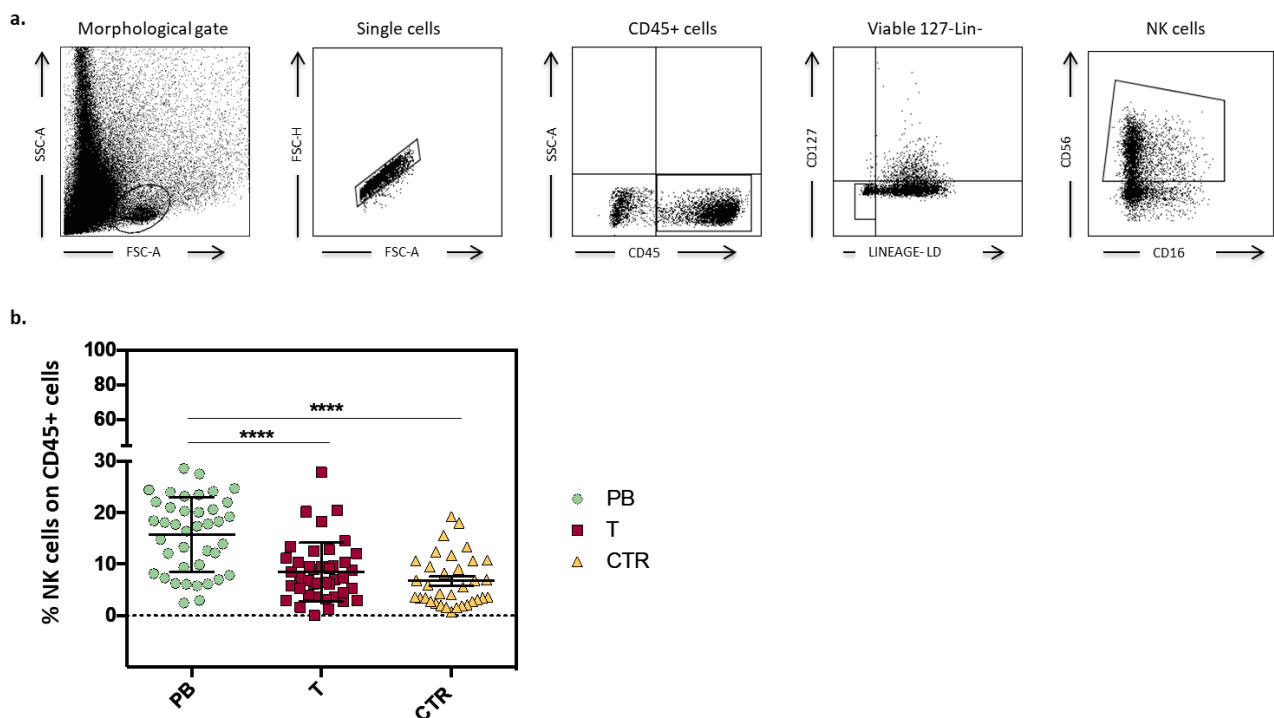 a.
Morphological gate
Single cells
CD45+ cells
Viable 127-Lin-
NK cells
SSC-A
FSC-A
FSC-H
FSC-A
SSC-A
CD45
CD127
LINEAGE- LD
CD56
CD16
b.
% NK cells on CD45+ cells
100
80
60
30
20
10
0
****
****
PB
T
CTR
PB
T
CTR